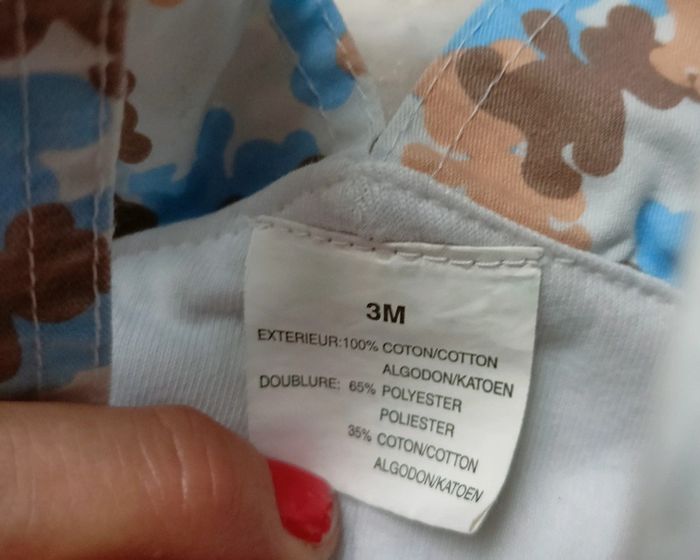 3M
EXTERIEUR:100% COTON/COTTON
ALGODON/KATOEN
DOUBLURE: 65% POLYESTER
POLIESTER
35% COTON/COTTON
ALGODON/KATOEN